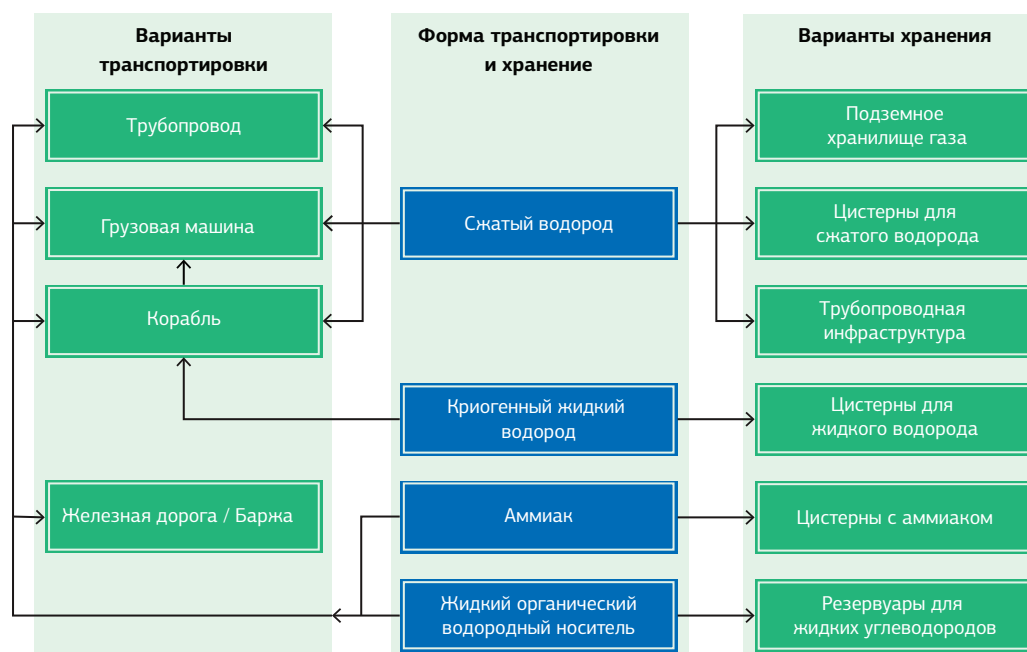 Варианты
транспортировки
Форма транспортировки
и хранение
Варианты хранения
Трубопровод
Подземное
хранилище газа
Грузовая машина
Сжатый водород
Цистерны для
сжатого водорода
Корабль
Трубопроводная
инфраструктура
Криогенный жидкий
водород
Цистерны для
жидкого водорода
Железная дорога / Баржа
Аммиак
Цистерны с аммиаком
Жидкий органический
водородный носитель
Резервуары для
жидких углеводородов